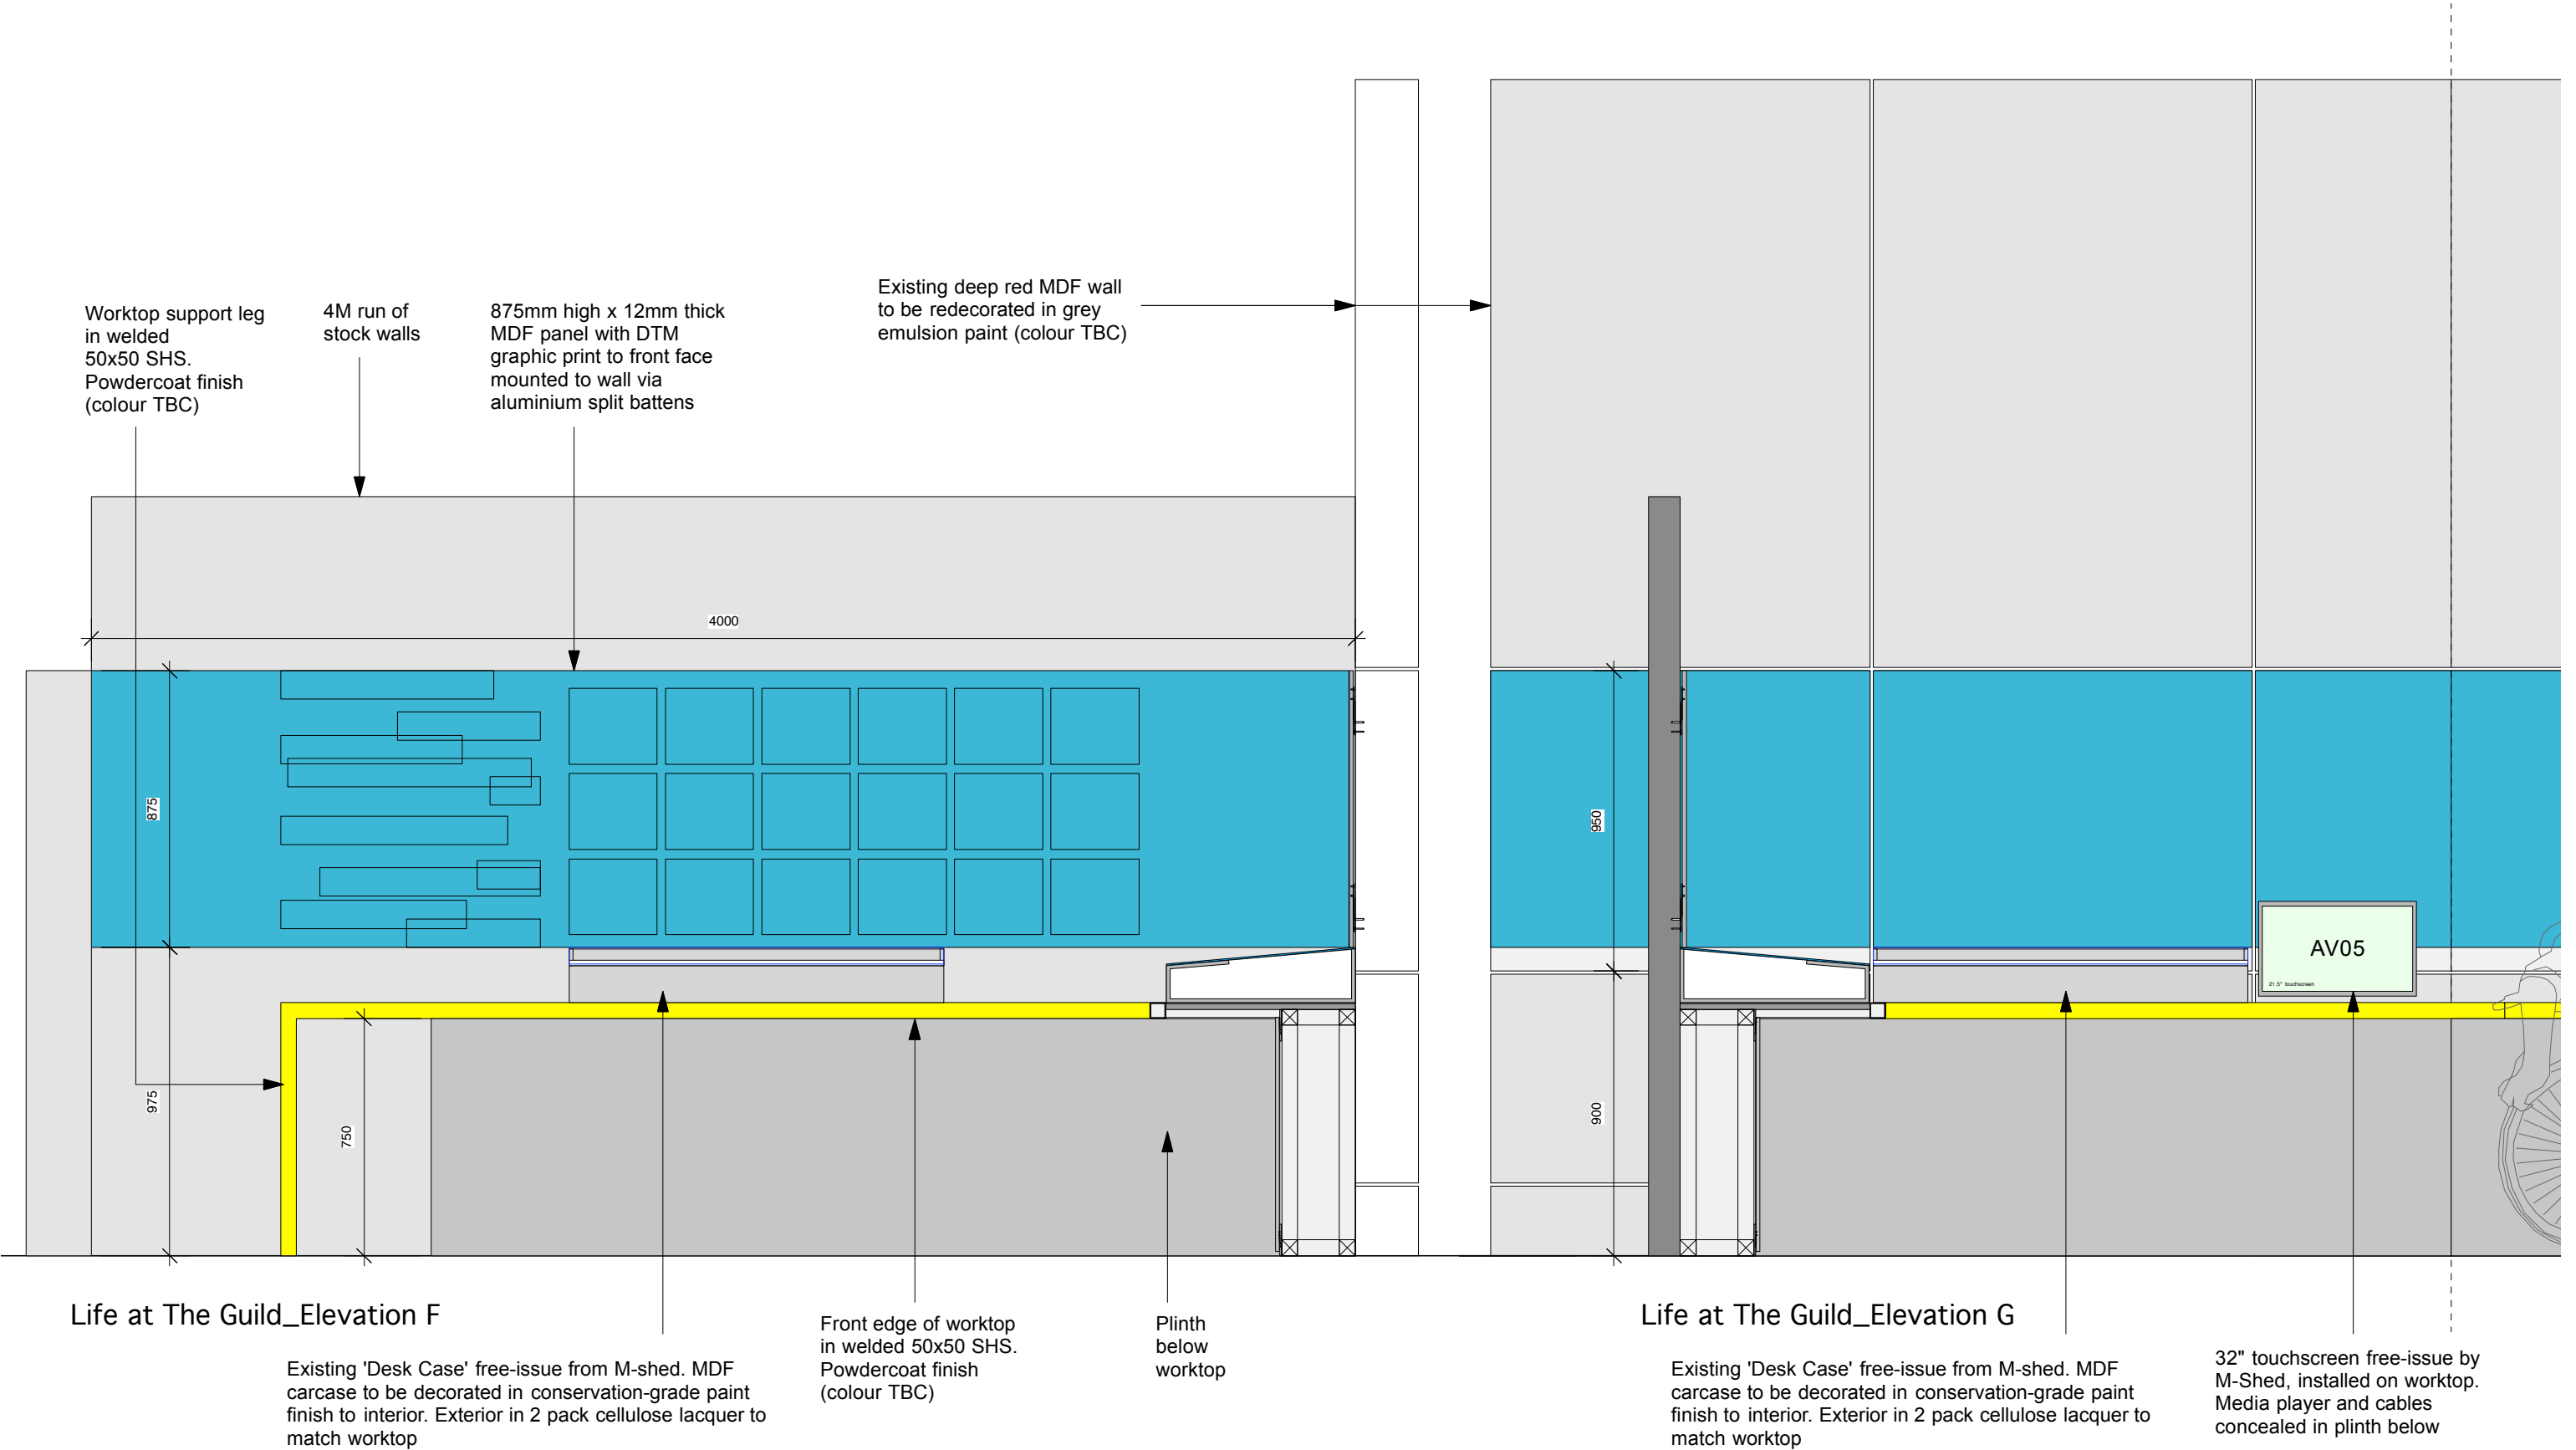 Worktop support leg
in welded
50x50 SHS.
Powdercoat finish
(colour TBC)
4M run of
stock walls
875mm high x 12mm thick
MDF panel with DTM
graphic print to front face
mounted to wall via
aluminium split battens
Existing deep red MDF wall
to be redecorated in grey
emulsion paint (colour TBC)
4000
875
950
AV05
21.5" touchscreen
975
750
900
Life at The Guild_Elevation F
Life at The Guild_Elevation G
Existing 'Desk Case' free-issue from M-shed. MDF
carcase to be decorated in conservation-grade paint
finish to interior. Exterior in 2 pack cellulose lacquer to
match worktop
Front edge of worktop
in welded 50x50 SHS.
Powdercoat finish
(colour TBC)
Plinth
below
worktop
Existing 'Desk Case' free-issue from M-shed. MDF
carcase to be decorated in conservation-grade paint
finish to interior. Exterior in 2 pack cellulose lacquer to
match worktop
32" touchscreen free-issue by
M-Shed, installed on worktop.
Media player and cables
concealed in plinth below